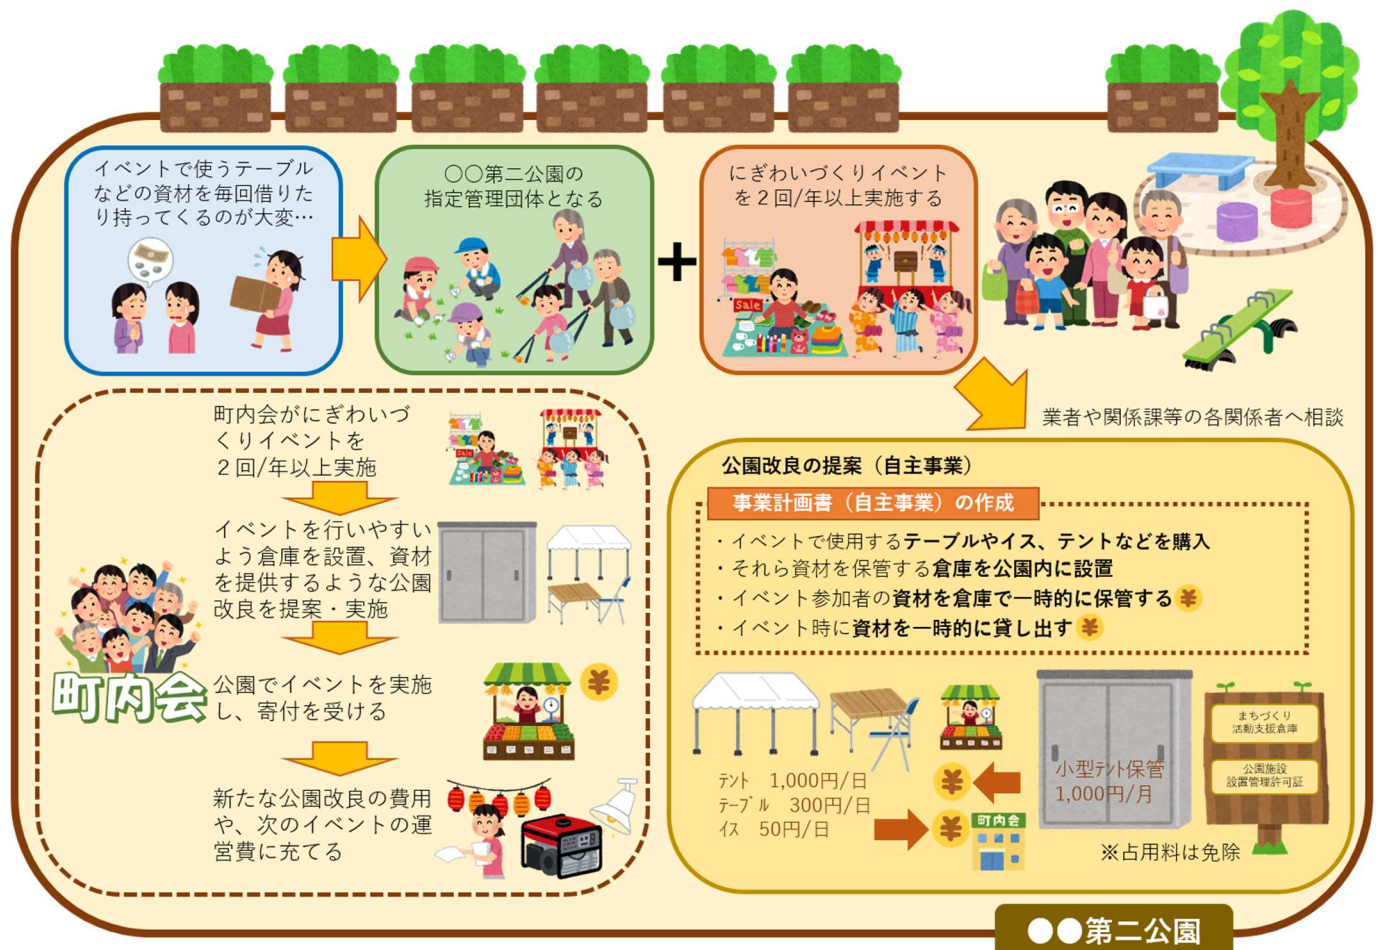 イベントで使うテーブル
などの資材を毎回借りた
り持ってくるのが大変…
〇〇第二公園の
指定管理団体となる
+
にぎわいづくりイベント
を２回/年以上実施する
Sale
業者や関係課等の各関係者へ相談
町内会がにぎわいづ
くりイベントを
２回/年以上実施
Sale
イベントを行いやすい
よう倉庫を設置、資材
を提供するような公園
改良を提案・実施
町内会
公園でイベントを実施
し、寄付を受ける
¥
新たな公園改良の費用
や、次のイベントの運
営費に充てる
公園改良の提案（自主事業）
事業計画書（自主事業）の作成
・イベントで使用するテーブルやイス、テントなどを購入
・それら資材を保管する倉庫を公園内に設置
・イベント参加者の資材を倉庫で一時的に保管する¥
・イベント時に資材を一時的に貸し出す¥
ﾃﾝﾄ　1,000円/日
ﾃｰﾌﾞﾙ　300円/日
ｲｽ　50円/日
¥
¥
町内会
小型ﾃﾝﾄ保管
1,000円/月
まちづくり
活動支援倉庫
公園施設
設置管理許可証
※占用料は免除
●●第二公園